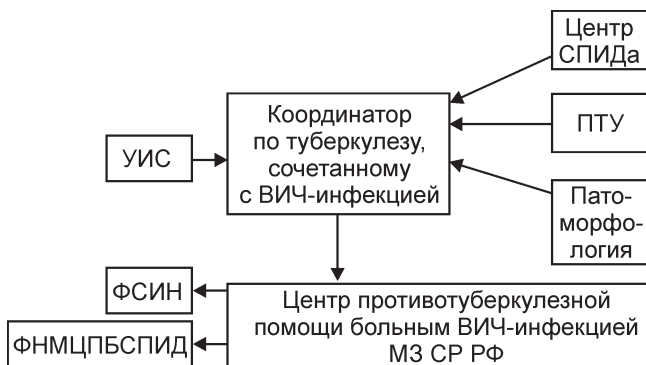 Центр
СПИДа
Координатор
по туберкулезу,
сочетанному
с ВИЧ-инфекцией
ПТУ
УИС
Пато-
морфо-
логия
ФСИН
Центр противотуберкулезной
помощи больным ВИЧ-инфекцией
МЗ СР РФ
ФНМЦПБСПИД